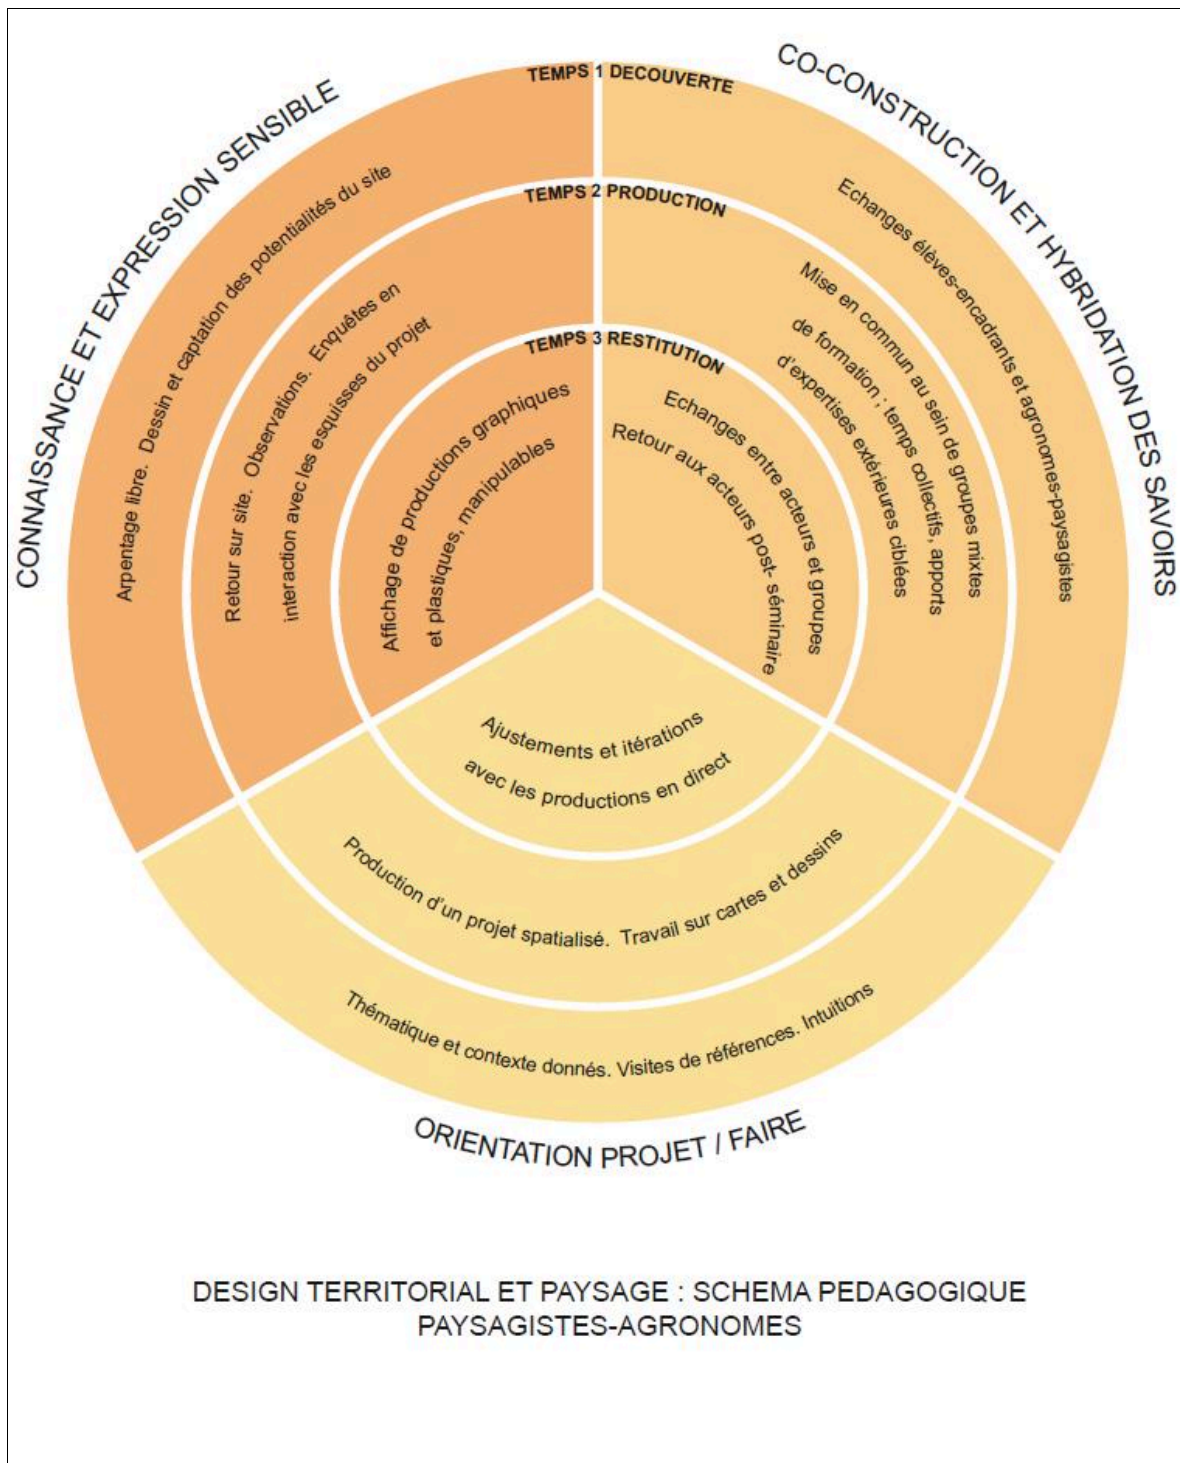 CONNAISSANCE ET EXPRESSION SENSIBLE
CO-CONSTRUCTION ET HYBRIDATION DES SAVOIRS
TEMPS 1 DECOUVERTE
Arpentage libre. Dessin et captation des potentialités du site
Echanges élèves-encadrants et agronomes-paysagistes
TEMPS 2 PRODUCTION
Retour sur site. Observations. Enquêtes en
interaction avec les esquisses du projet
Mise en commun au sein de groupes mixtes
de formation ; temps collectifs, apports
d'expertises extérieures ciblées
TEMPS 3 RESTITUTION
Affichage de productions graphiques
et plastiques, manipulables
Echanges entre acteurs et groupes
Retour aux acteurs post- séminaire
Ajustements et itérations
avec les productions en direct
Production d'un projet spatialisé. Travail sur cartes et dessins
Thématique et contexte donnés. Visites de références. Intuitions
ORIENTATION PROJET / FAIRE
DESIGN TERRITORIAL ET PAYSAGE : SCHEMA PEDAGOGIQUE
PAYSAGISTES-AGRONOMES